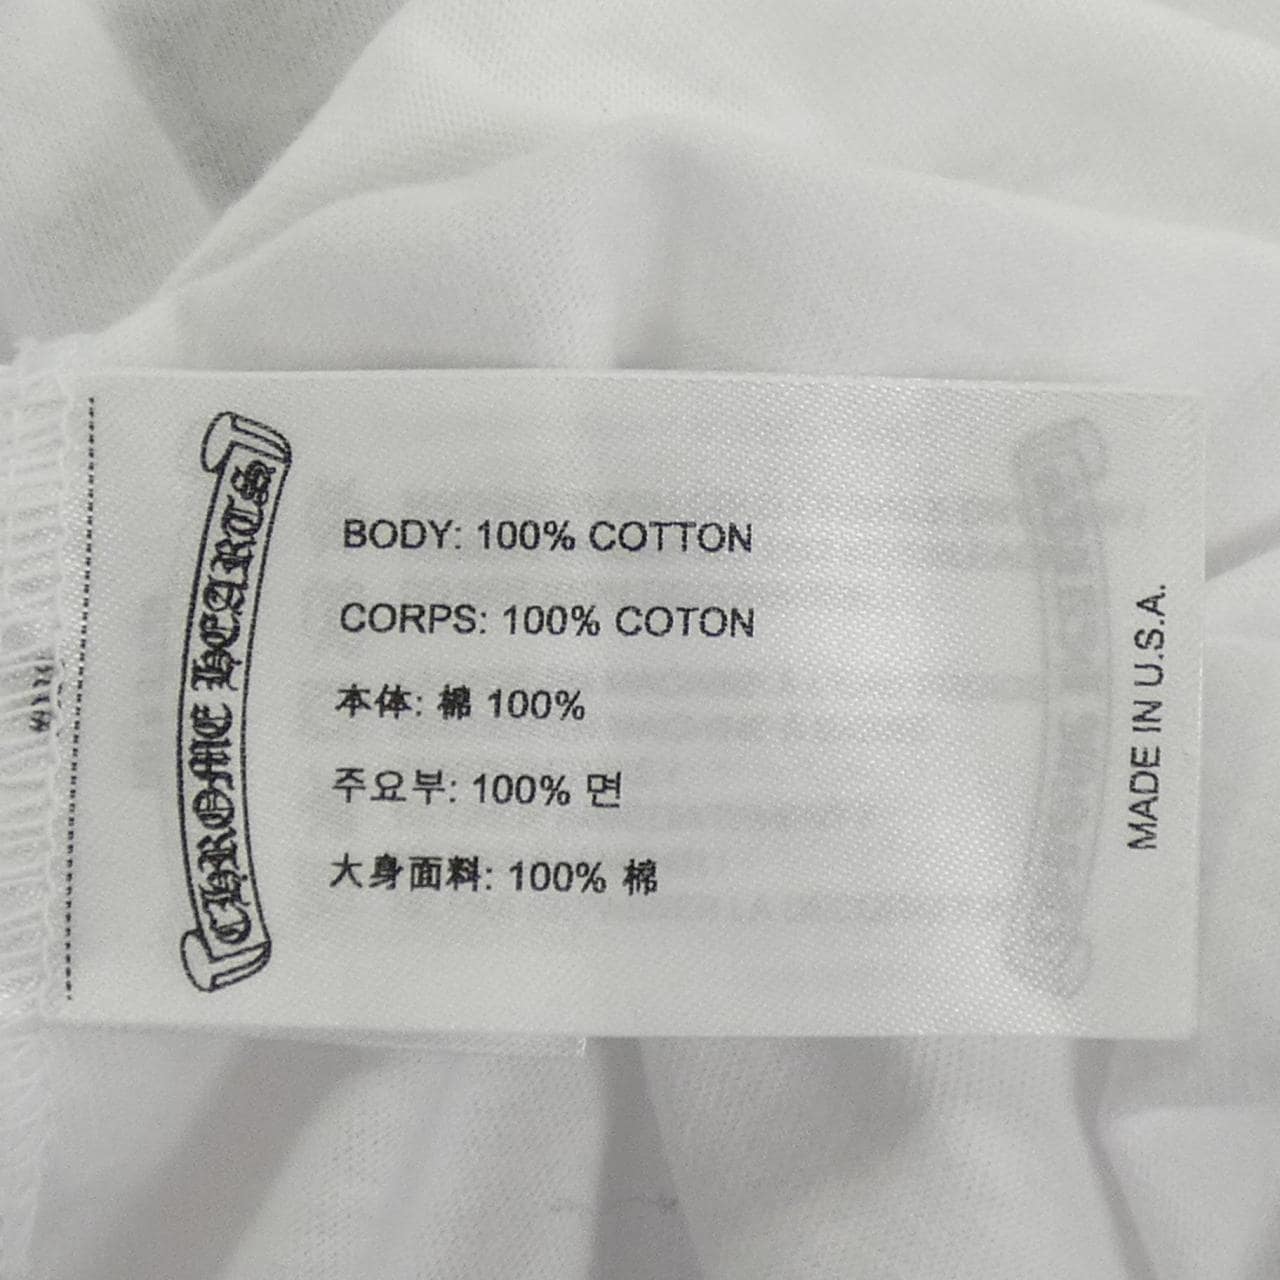 CHROME HEARTS
BODY: 100% COTTON
CORPS: 100% COTON
本体: 棉 100%
주요부: 100% 면
大身面料: 100% 棉
MADE IN U.S.A.